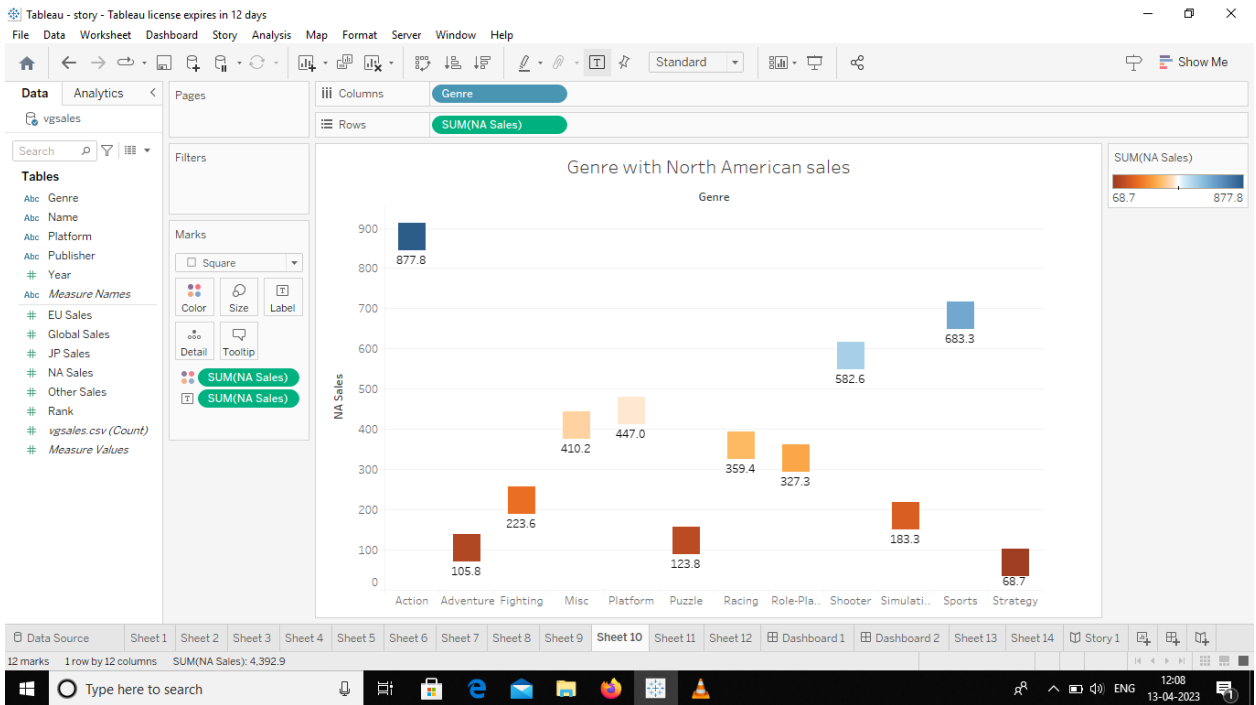 Tableau - story - Tableau license expires in 12 days
File Data Worksheet Dashboard Story Analysis Map Format Server Window Help
Standard
Show Me
Data Analytics
vgsales
Search
Tables
Abc Genre
Abc Name
Abc Platform
Abc Publisher
# Year
Abc Measure Names
# EU Sales
# Global Sales
# JP Sales
# NA Sales
# Other Sales
# Rank
# vgsales.csv (Count)
# Measure Values
Pages
Filters
Marks
Square
Color Size Label
Detail Tooltip
SUM(NA Sales)
SUM(NA Sales)
Columns Genre
Rows SUM(NA Sales)
Genre with North American sales
Genre
NA Sales
900
800
700
600
500
400
300
200
100
0
877.8
105.8
223.6
410.2
447.0
123.8
359.4
327.3
582.6
183.3
683.3
68.7
Action Adventure Fighting Misc Platform Puzzle Racing Role-Pla.. Shooter Simulati.. Sports Strategy
SUM(NA Sales)
68.7 877.8
Data Source Sheet 1 Sheet 2 Sheet 3 Sheet 4 Sheet 5 Sheet 6 Sheet 7 Sheet 8 Sheet 9 Sheet 10 Sheet 11 Sheet 12 Dashboard 1 Dashboard 2 Sheet 13 Sheet 14 Story 1
12 marks 1 row by 12 columns SUM(NA Sales): 4,392.9
Type here to search
ENG
12:08
13-04-2023
1